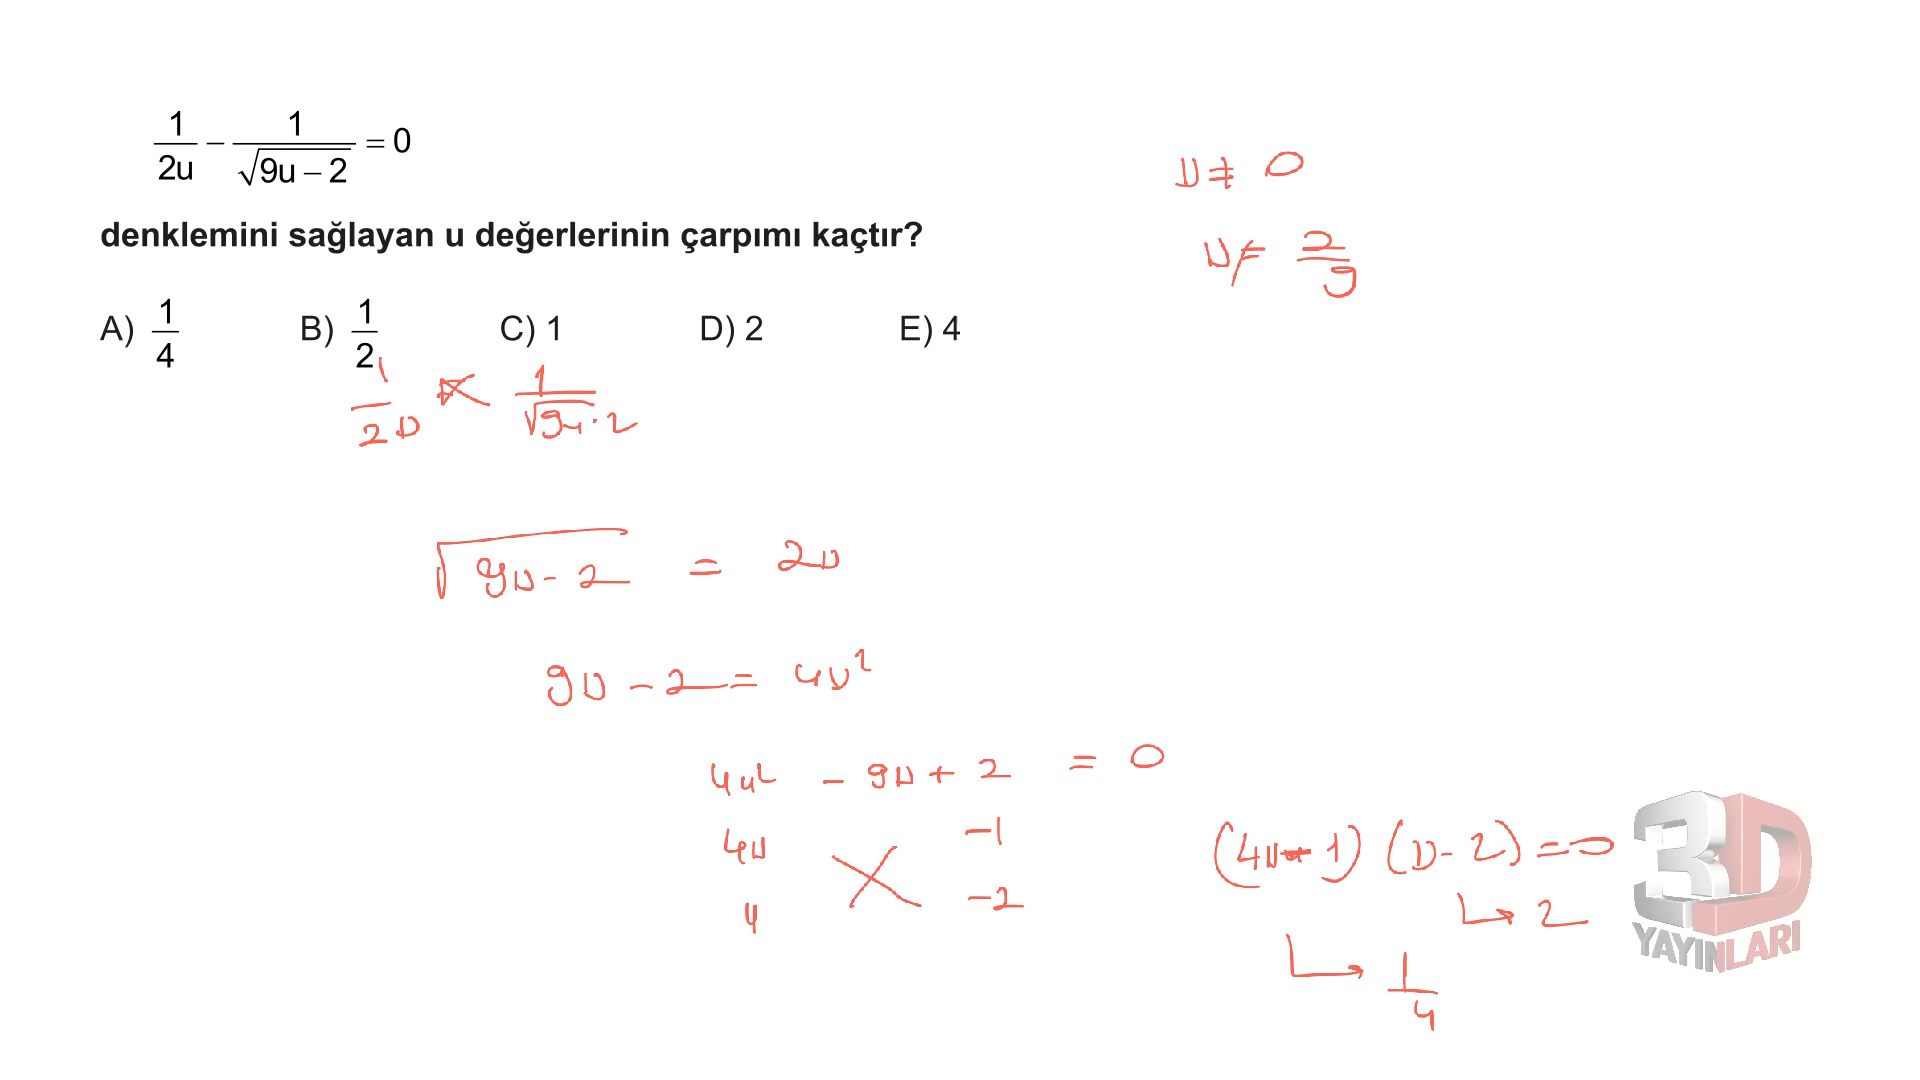 1/2u − 1/√(9u − 2) = 0
denklemini sağlayan u değerlerinin çarpımı kaçtır?
A) 1/4 B) 1/2 C) 1 D) 2 E) 4
u ≠ 0
u ≠ 2/9
1/2u 1/√9u-2
√(9u - 2) = 2u
9u - 2 = 4u²
4u² - 9u + 2 = 0
4u -1
u -2
(4u - 1) (u - 2) = 0
↳ 2
↳ 1/4
3D
YAYINLARI